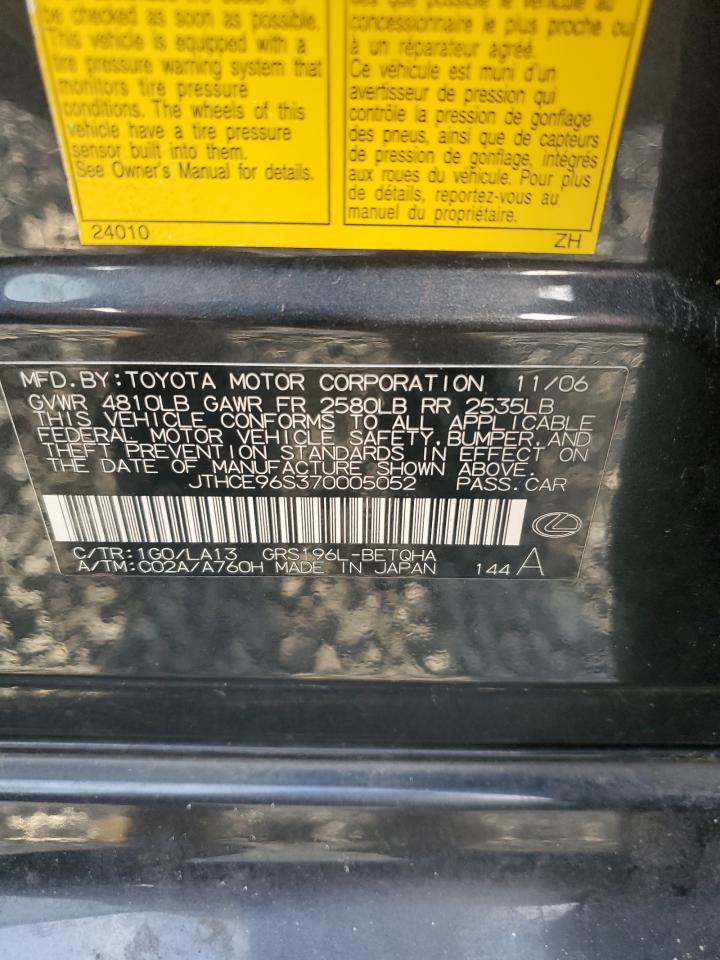 be checked as soon as possible.
This vehicle is equipped with a
tire pressure warning system that
monitors tire pressure
conditions. The wheels of this
vehicle have a tire pressure
sensor built into them.
See Owner's Manual for details.
24010
dès que possible le véhicule au
concessionnaire le plus proche ou
à un réparateur agréé.
Ce véhicule est muni d'un
avertisseur de pression qui
contrôle la pression de gonflage
des pneus, ainsi que de capteurs
de pression de gonflage, intégrés
aux roues du véhicule. Pour plus
de détails, reportez-vous au
manuel du propriétaire.
ZH
MFD.BY:TOYOTA MOTOR CORPORATION 11/06
GVWR 4810LB GAWR FR 2580LB RR 2535LB
THIS VEHICLE CONFORMS TO ALL APPLICABLE
FEDERAL MOTOR VEHICLE SAFETY,BUMPER,AND
THEFT PREVENTION STANDARDS IN EFFECT ON
THE DATE OF MANUFACTURE SHOWN ABOVE.
JTHCE96S370005052 PASS.CAR
C/TR:1G0/LA13 GRS196L-BETQHA
A/TM:C02A/A760H MADE IN JAPAN 144 A